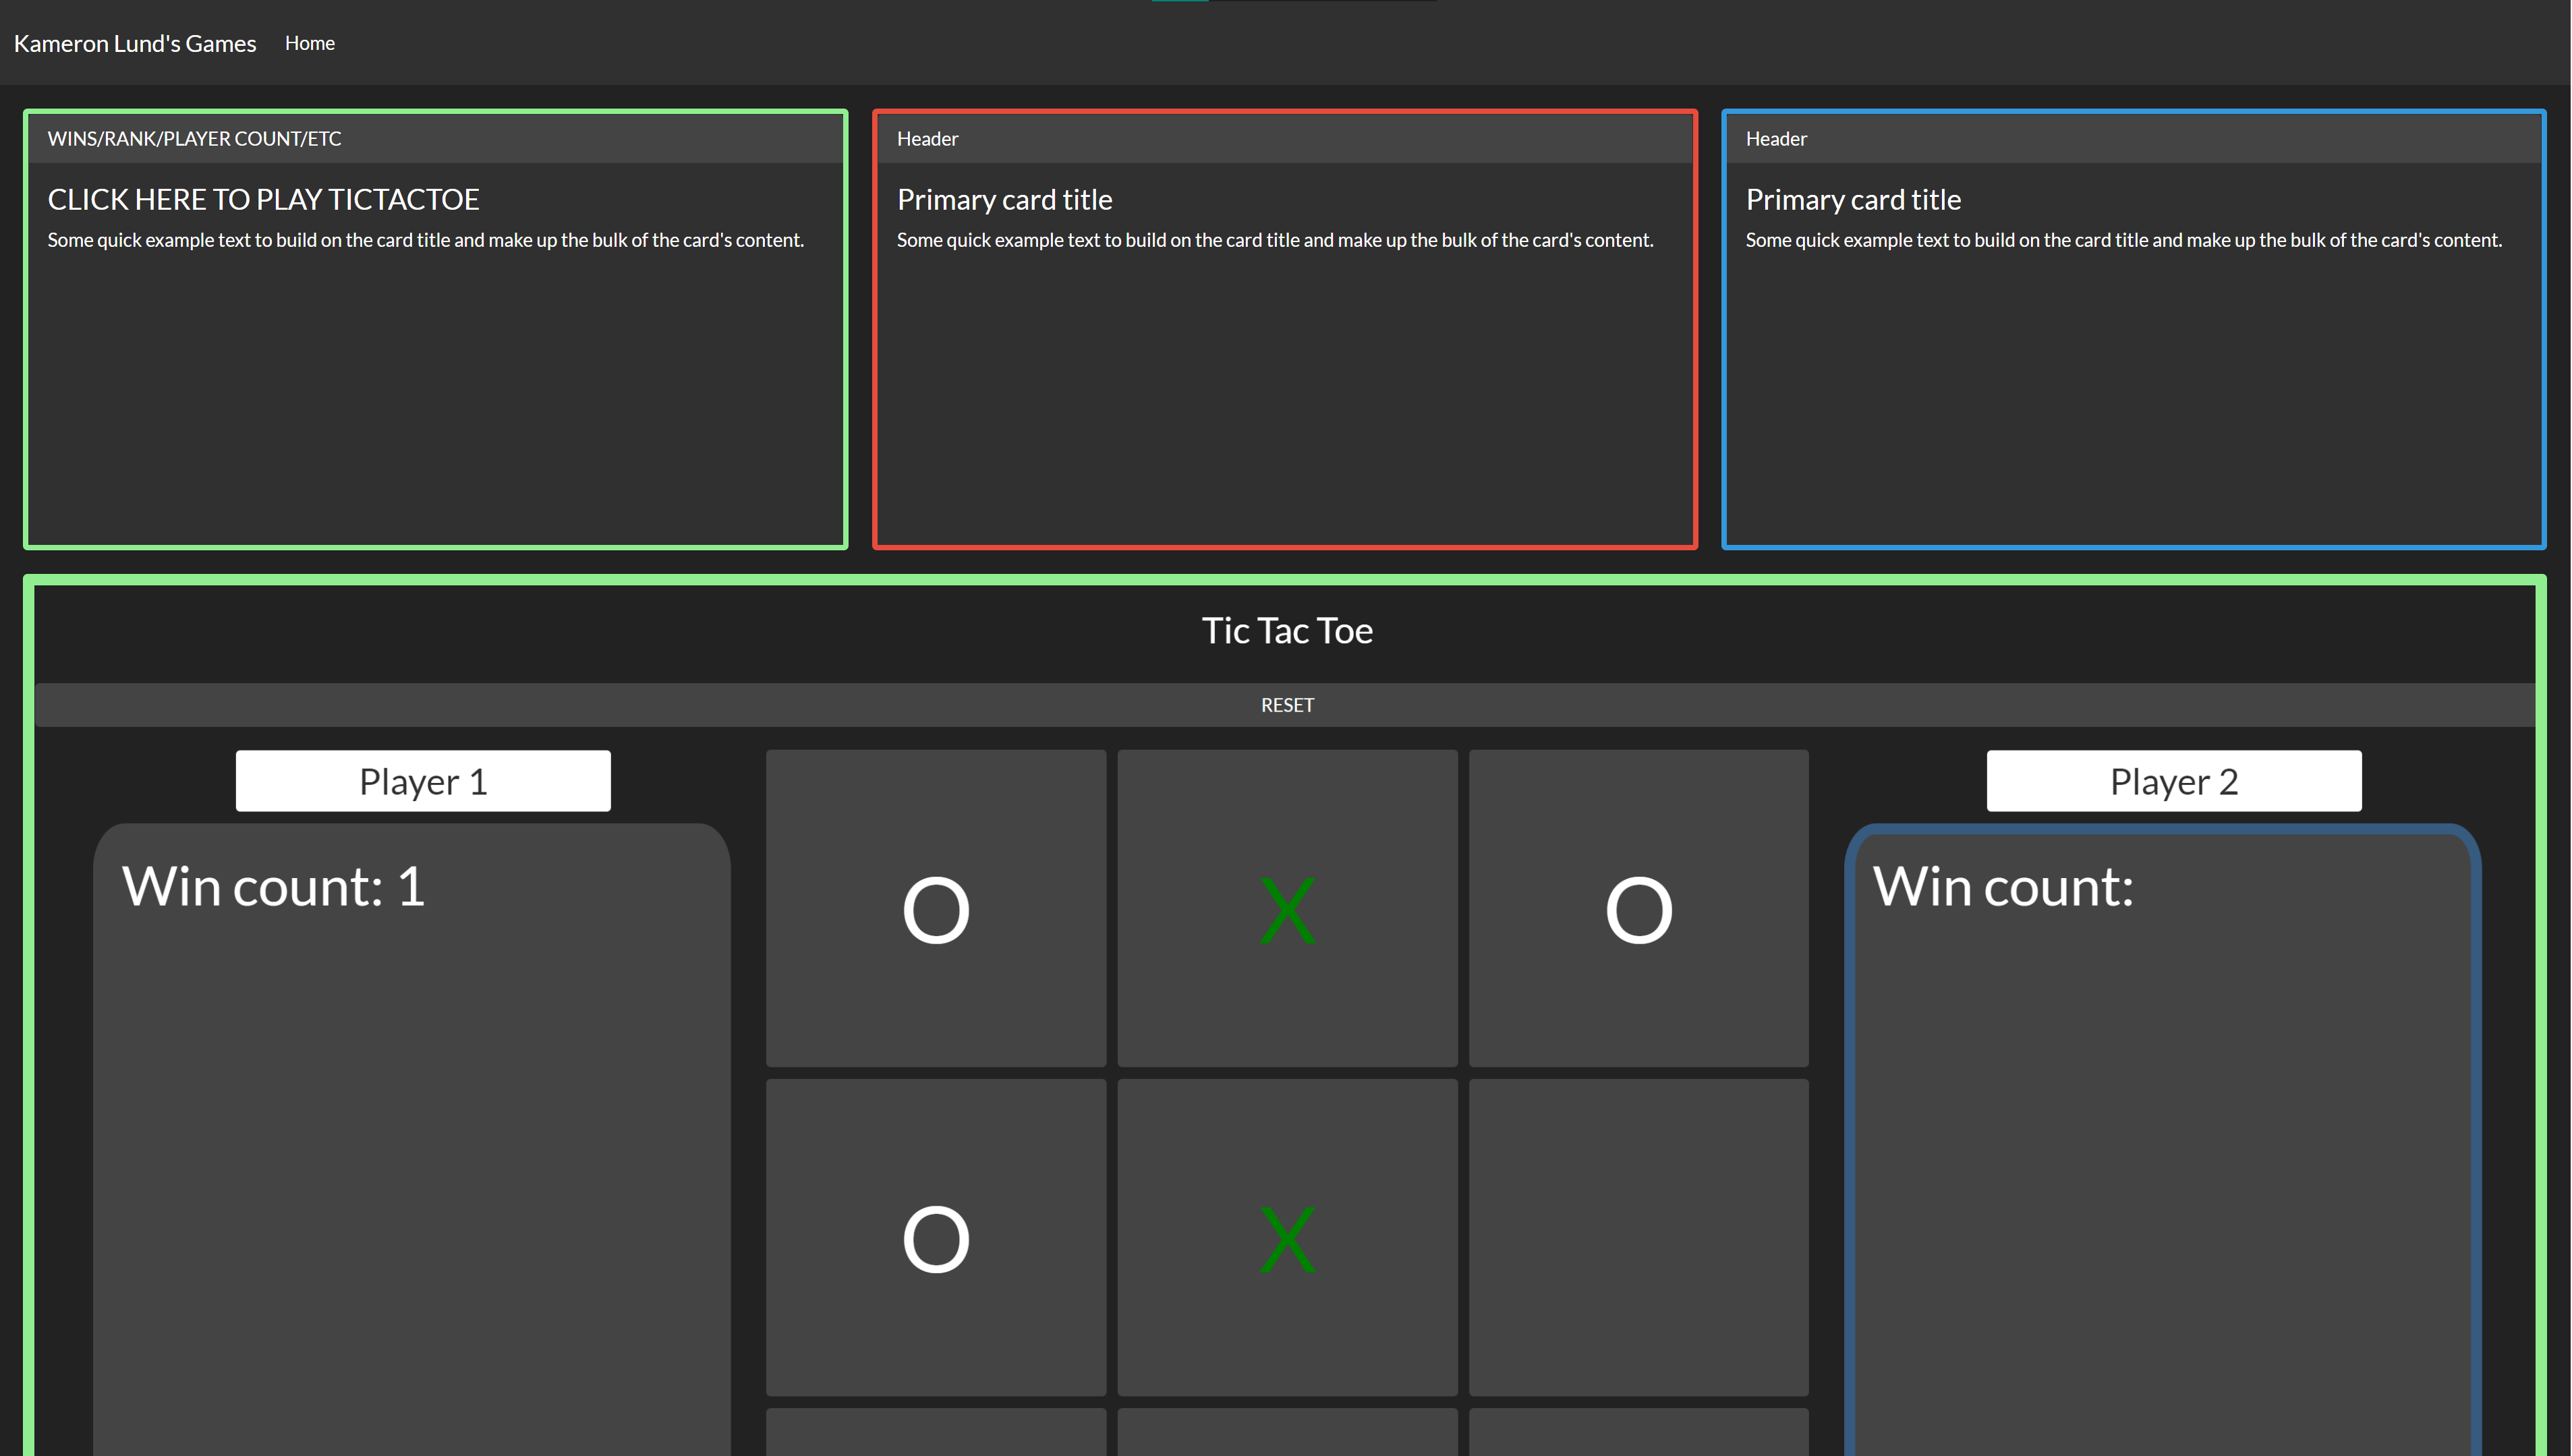 Kameron Lund's Games Home
WINS/RANK/PLAYER COUNT/ETC
CLICK HERE TO PLAY TICTACTOE
Some quick example text to build on the card title and make up the bulk of the card's content.
Header
Primary card title
Some quick example text to build on the card title and make up the bulk of the card's content.
Header
Primary card title
Some quick example text to build on the card title and make up the bulk of the card's content.
Tic Tac Toe
RESET
Player 1
Win count: 1
O X O
O X
Player 2
Win count: